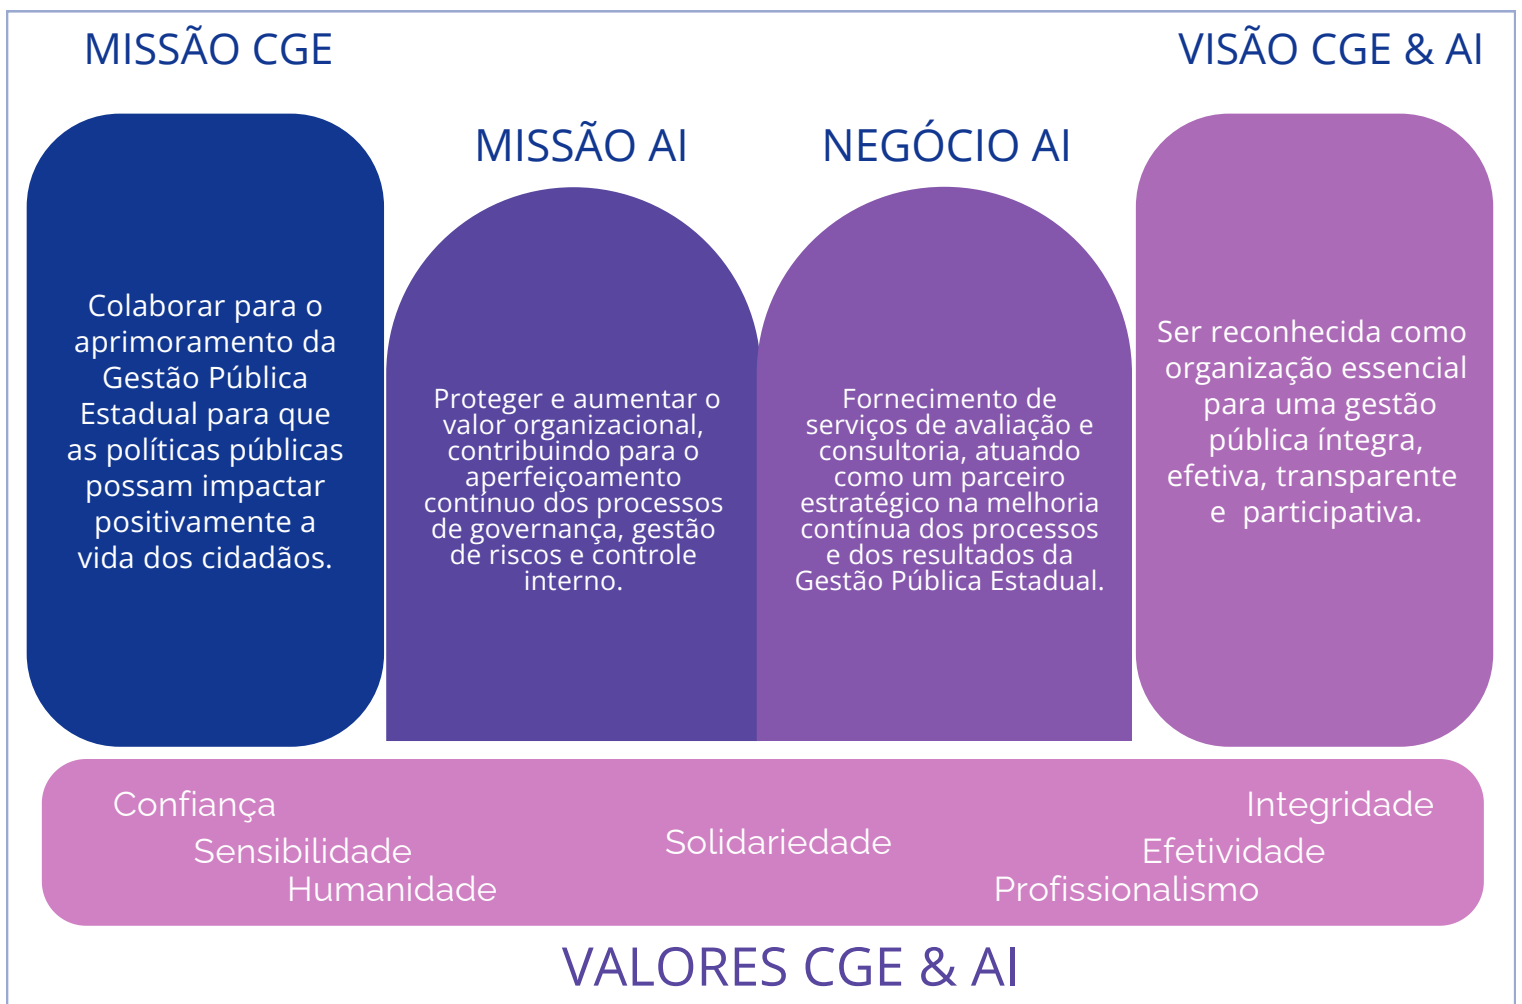 MISSÃO CGE
Colaborar para o
aprimoramento da
Gestão Pública
Estadual para que
as políticas públicas
possam impactar
positivamente a
vida dos cidadãos.
MISSÃO AI
Proteger e aumentar o
valor organizacional,
contribuindo para o
aperfeiçoamento
contínuo dos processos
de governança, gestão
de riscos e controle
interno.
NEGÓCIO AI
Fornecimento de
serviços de avaliação e
consultoria, atuando
como um parceiro
estratégico na melhoria
contínua dos processos
e dos resultados da
Gestão Pública Estadual.
VISÃO CGE & AI
Ser reconhecida como
organização essencial
para uma gestão
pública íntegra,
efetiva, transparente
e  participativa.
Confiança
Sensibilidade
Humanidade
Solidariedade
Integridade
Efetividade
Profissionalismo
VALORES CGE & AI